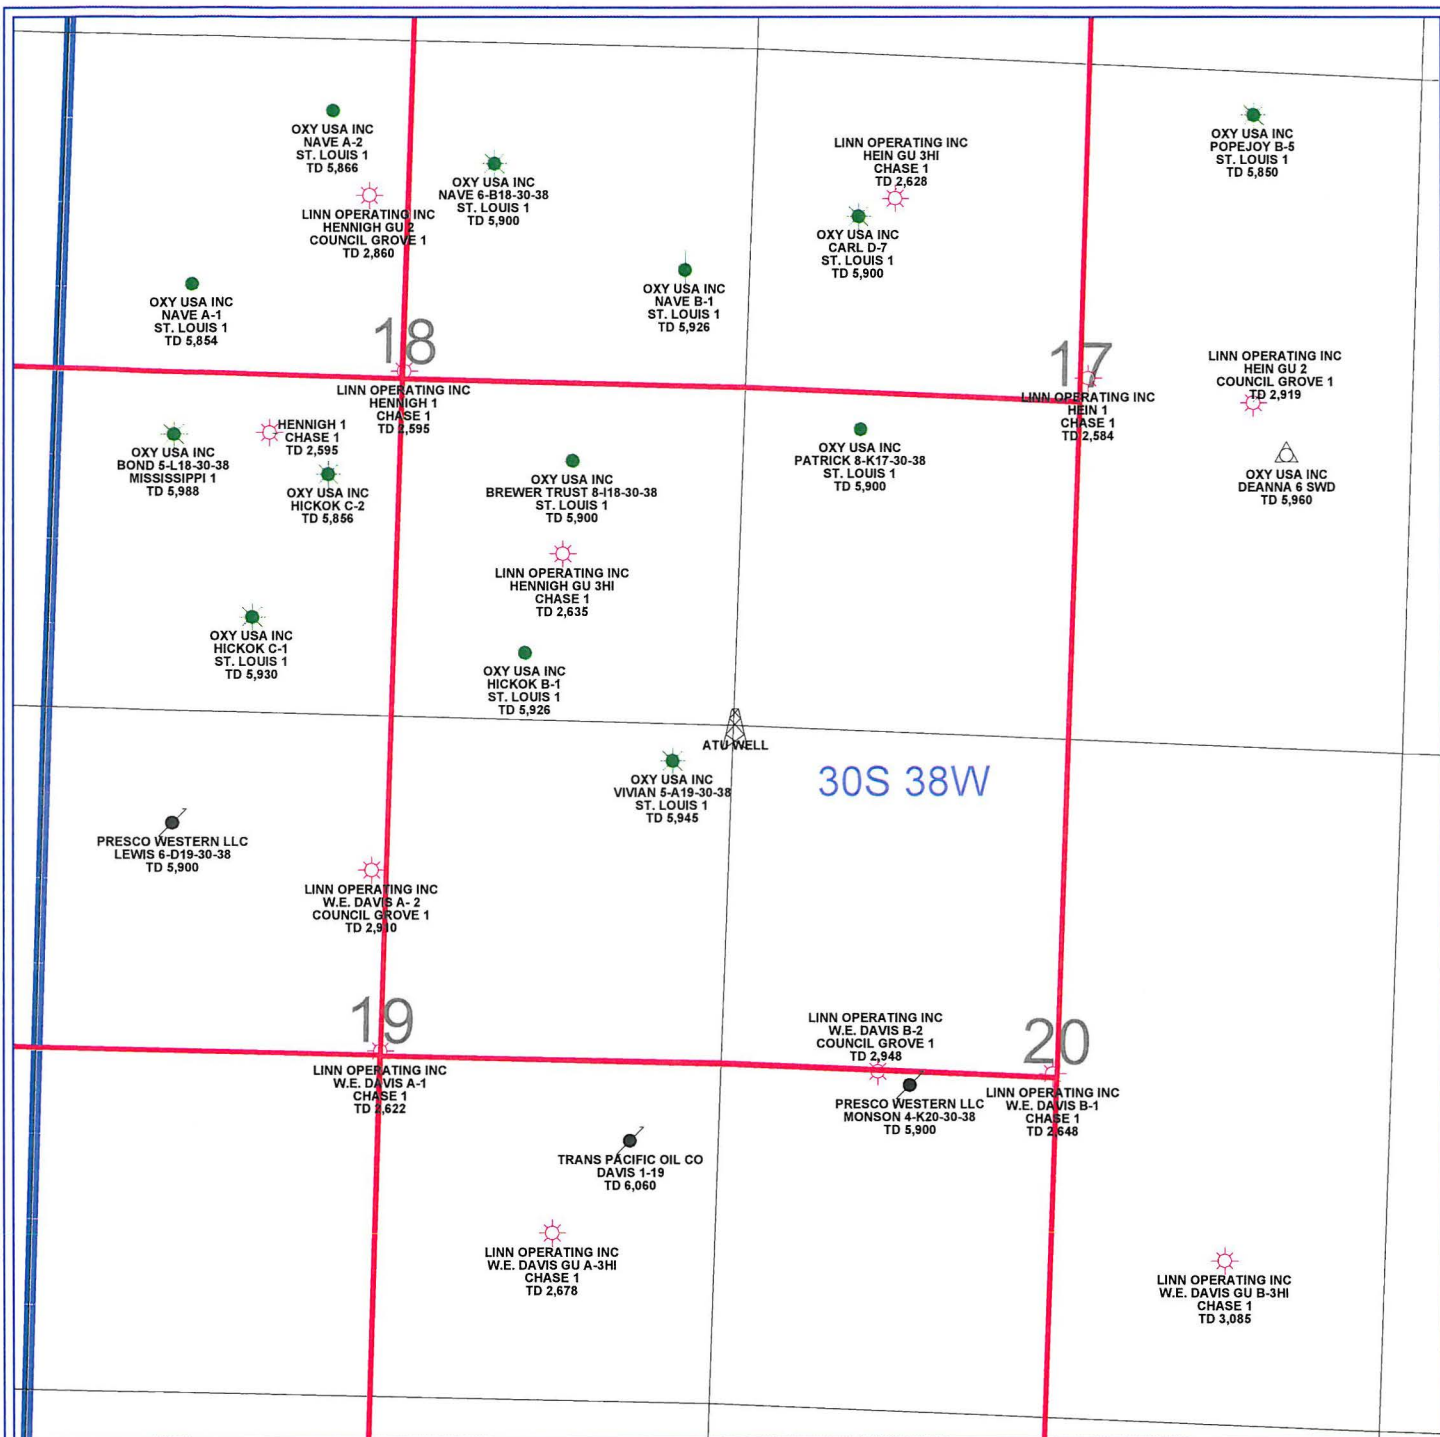 OXY USA INC
NAVE A-2
ST. LOUIS 1
TD 5,866
OXY USA INC
NAVE 6-B18-30-38
ST. LOUIS 1
TD 5,900
LINN OPERATING INC
HENNIGH GU 2
COUNCIL GROVE 1
TD 2,860
LINN OPERATING INC
HEIN GU 3HI
CHASE 1
TD 2,628
OXY USA INC
POPEJOY B-5
ST. LOUIS 1
TD 5,850
OXY USA INC
CARL D-7
ST. LOUIS 1
TD 5,900
OXY USA INC
NAVE A-1
ST. LOUIS 1
TD 5,854
OXY USA INC
NAVE B-1
ST. LOUIS 1
TD 5,926
18
17
LINN OPERATING INC
HENNIGH 1
CHASE 1
TD 2,595
LINN OPERATING INC
HEIN 1
CHASE 1
TD 2,584
LINN OPERATING INC
HEIN GU 2
COUNCIL GROVE 1
TD 2,919
HENNIGH 1
CHASE 1
TD 2,595
OXY USA INC
BOND 5-L18-30-38
MISSISSIPPI 1
TD 5,988
OXY USA INC
HICKOK C-2
TD 5,856
OXY USA INC
BREWER TRUST 8-I18-30-38
ST. LOUIS 1
TD 5,900
OXY USA INC
PATRICK 8-K17-30-38
ST. LOUIS 1
TD 5,900
OXY USA INC
DEANNA 6 SWD
TD 5,960
LINN OPERATING INC
HENNIGH GU 3HI
CHASE 1
TD 2,635
OXY USA INC
HICKOK C-1
ST. LOUIS 1
TD 5,930
OXY USA INC
HICKOK B-1
ST. LOUIS 1
TD 5,926
ATU WELL
30S 38W
OXY USA INC
VIVIAN 5-A19-30-38
ST. LOUIS 1
TD 5,945
PRESCO WESTERN LLC
LEWIS 6-D19-30-38
TD 5,900
LINN OPERATING INC
W.E. DAVIS A- 2
COUNCIL GROVE 1
TD 2,910
19
20
LINN OPERATING INC
W.E. DAVIS B-2
COUNCIL GROVE 1
TD 2,948
LINN OPERATING INC
W.E. DAVIS A-1
CHASE 1
TD 2,622
PRESCO WESTERN LLC
MONSON 4-K20-30-38
TD 5,900
LINN OPERATING INC
W.E. DAVIS B-1
CHASE 1
TD 2,648
TRANS PACIFIC OIL CO
DAVIS 1-19
TD 6,060
LINN OPERATING INC
W.E. DAVIS GU A-3HI
CHASE 1
TD 2,678
LINN OPERATING INC
W.E. DAVIS GU B-3HI
CHASE 1
TD 3,085